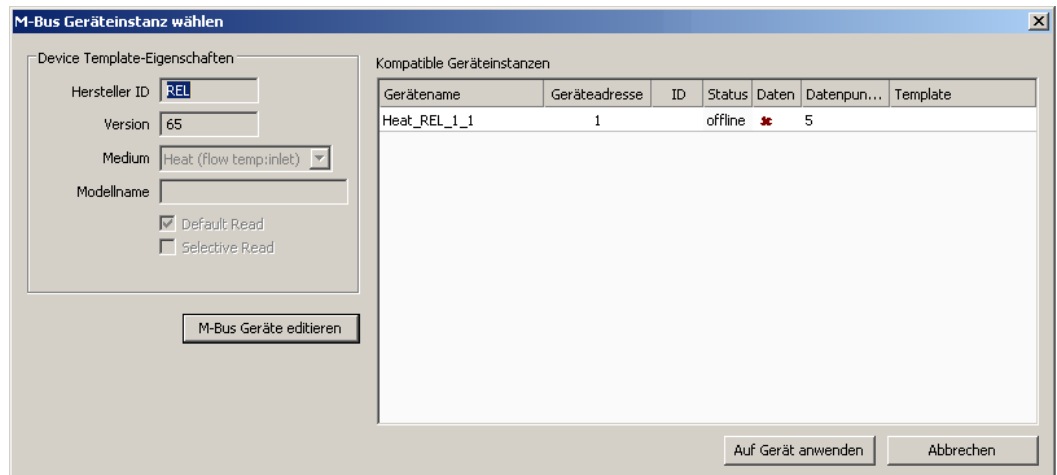 M-Bus Geräteinstanz wählen
Device Template-Eigenschaften
Hersteller ID REL
Version 65
Medium Heat (flow temp:inlet)
Modellname
Default Read
Selective Read
M-Bus Geräte editieren
Kompatible Geräteinstanzen
Gerätename Geräteadresse ID Status Daten Datenpun... Template
Heat_REL_1_1 1 offline 5
Auf Gerät anwenden Abbrechen